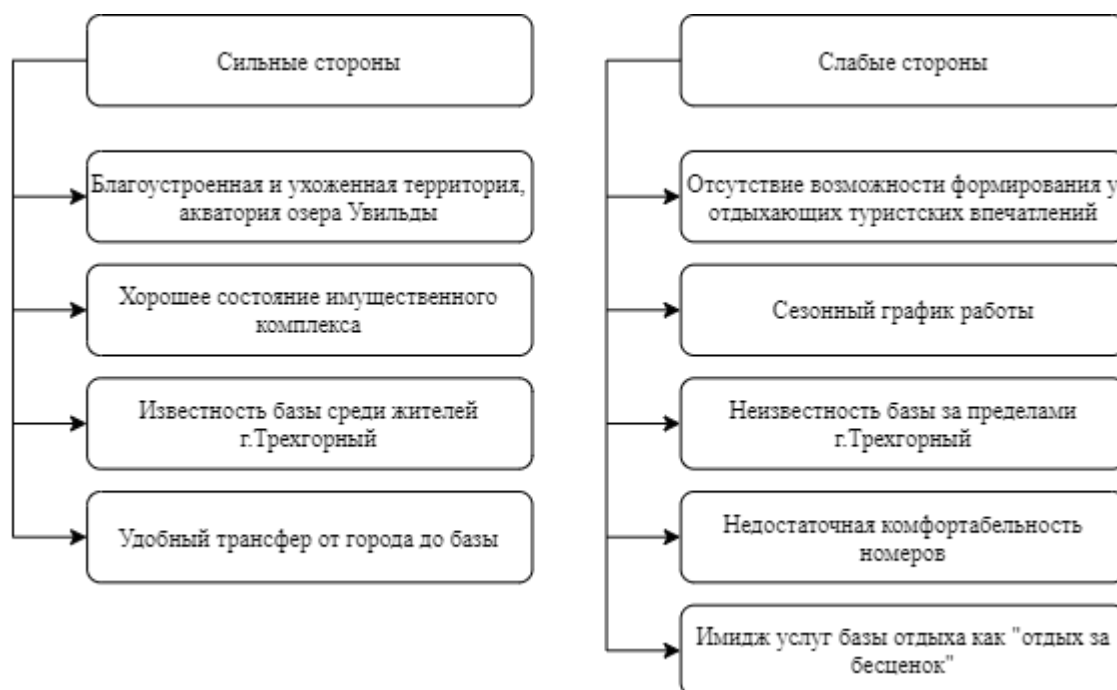 Сильные стороны
Благоустроенная и ухоженная территория,
акватория озера Увильды
Хорошее состояние имущественного
комплекса
Известность базы среди жителей
г.Трехгорный
Удобный трансфер от города до базы
Слабые стороны
Отсутствие возможности формирования у
отдыхающих туристских впечатлений
Сезонный график работы
Неизвестность базы за пределами
г.Трехгорный
Недостаточная комфортабельность
номеров
Имидж услуг базы отдыха как "отдых за
бесценок"